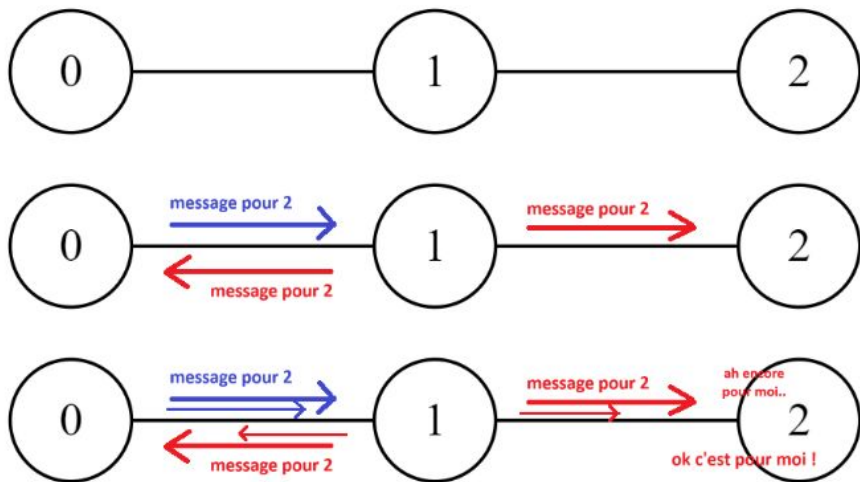 0 1 2
message pour 2 message pour 2
0 1 2
message pour 2
message pour 2 message pour 2 ah encore
pour moi..
0 1 2
message pour 2 ok c'est pour moi !